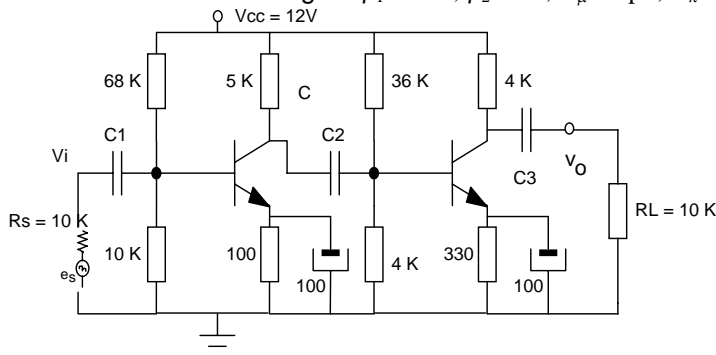 Vcc = 12V
68 K
5 K
C
36 K
4 K
C1
C2
C3
Vi
vo
Rs = 10 K
RL = 10 K
es
10 K
100
100
4 K
330
100